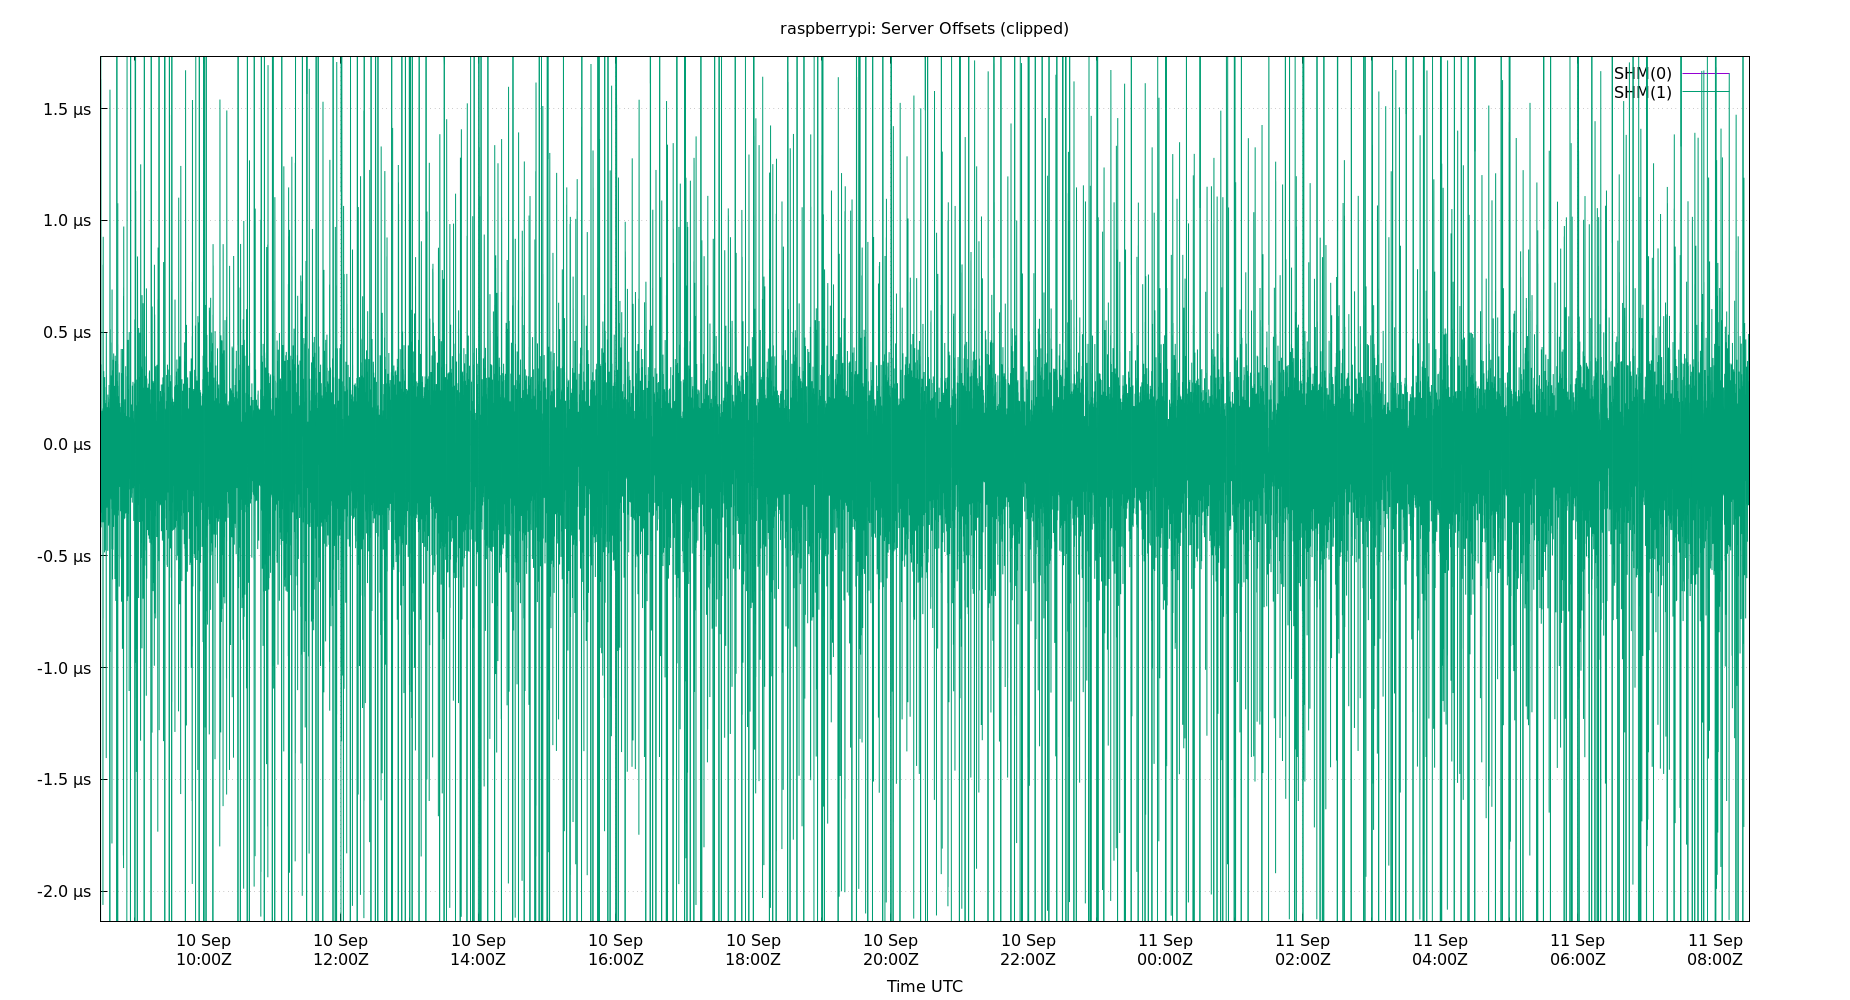 raspberrypi: Server Offsets (clipped)
SHM(0)
SHM(1)
1.5 µs
1.0 µs
0.5 µs
0.0 µs
-0.5 µs
-1.0 µs
-1.5 µs
-2.0 µs
10 Sep 10 Sep 10 Sep 10 Sep 10 Sep 10 Sep 10 Sep 11 Sep 11 Sep 11 Sep 11 Sep 11 Sep
10:00Z 12:00Z 14:00Z 16:00Z 18:00Z 20:00Z 22:00Z 00:00Z 02:00Z 04:00Z 06:00Z 08:00Z
Time UTC